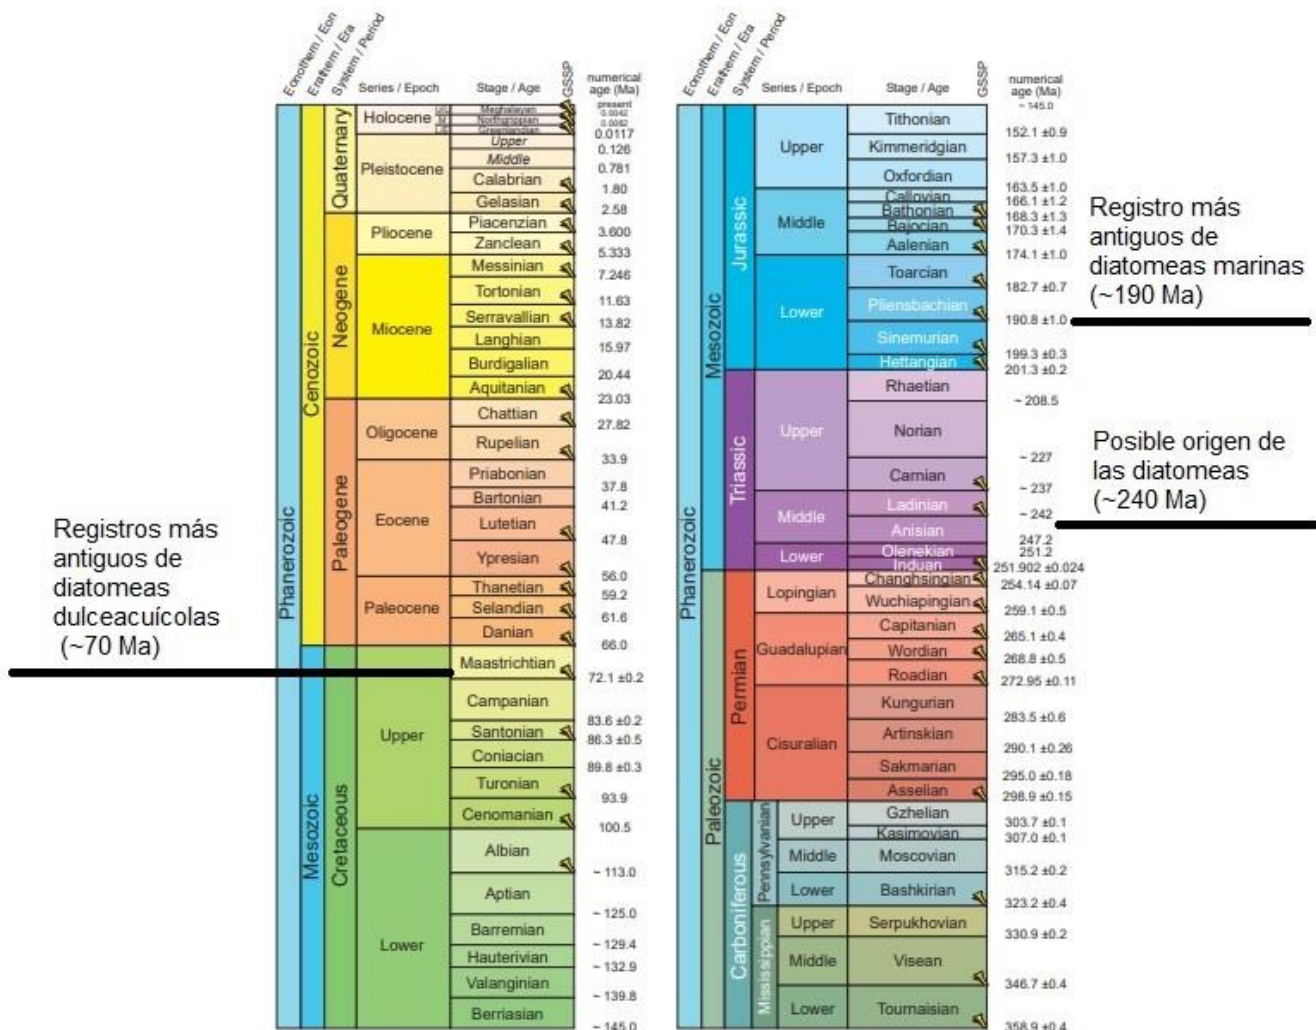 Eonothem / Eon
Erathem / Era
System / Period
Series / Epoch
Stage / Age
GSSP
numerical
age (Ma)
Phanerozoic
Cenozoic
Quaternary
Holocene
U/L
Meghalayan
M
Northgrippian
L/E
Greenlandian
present
0.0042
0.0082
0.0117
Pleistocene
Upper
0.126
Middle
0.781
Calabrian
1.80
Gelasian
2.58
Neogene
Pliocene
Piacenzian
3.600
Zanclean
5.333
Miocene
Messinian
7.246
Tortonian
11.63
Serravallian
13.82
Langhian
15.97
Burdigalian
20.44
Aquitanian
23.03
Paleogene
Oligocene
Chattian
27.82
Rupelian
33.9
Eocene
Priabonian
37.8
Bartonian
41.2
Lutetian
47.8
Ypresian
56.0
Paleocene
Thanetian
59.2
Selandian
61.6
Danian
66.0
Mesozoic
Cretaceous
Upper
Maastrichtian
72.1 ±0.2
Campanian
83.6 ±0.2
Santonian
86.3 ±0.5
Coniacian
89.8 ±0.3
Turonian
93.9
Cenomanian
100.5
Lower
Albian
~ 113.0
Aptian
~ 125.0
Barremian
~ 129.4
Hauterivian
~ 132.9
Valanginian
~ 139.8
Berriasian
~ 145.0
Registros más
antiguos de
diatomeas
dulceacuícolas
(~70 Ma)
Eonothem / Eon
Erathem / Era
System / Period
Series / Epoch
Stage / Age
GSSP
numerical
age (Ma)
~ 145.0
Phanerozoic
Mesozoic
Jurassic
Upper
Tithonian
152.1 ±0.9
Kimmeridgian
157.3 ±1.0
Oxfordian
163.5 ±1.0
Middle
Callovian
166.1 ±1.2
Bathonian
168.3 ±1.3
Bajocian
170.3 ±1.4
Aalenian
174.1 ±1.0
Lower
Toarcian
182.7 ±0.7
Pliensbachian
190.8 ±1.0
Sinemurian
199.3 ±0.3
Hettangian
201.3 ±0.2
Triassic
Upper
Rhaetian
~ 208.5
Norian
~ 227
Carnian
~ 237
Middle
Ladinian
~ 242
Anisian
247.2
Lower
Olenekian
251.2
Induan
251.902 ±0.024
Paleozoic
Permian
Lopingian
Changhsingian
254.14 ±0.07
Wuchiapingian
259.1 ±0.5
Guadalupian
Capitanian
265.1 ±0.4
Wordian
268.8 ±0.5
Roadian
272.95 ±0.11
Cisuralian
Kungurian
283.5 ±0.6
Artinskian
290.1 ±0.26
Sakmarian
295.0 ±0.18
Asselian
298.9 ±0.15
Carboniferous
Pennsylvanian
Upper
Gzhelian
303.7 ±0.1
Kasimovian
307.0 ±0.1
Middle
Moscovian
315.2 ±0.2
Lower
Bashkirian
323.2 ±0.4
Mississippian
Upper
Serpukhovian
330.9 ±0.2
Middle
Visean
346.7 ±0.4
Lower
Tournaisian
358.9 ±0.4
Registro más
antiguos de
diatomeas marinas
(~190 Ma)
Posible origen de
las diatomeas
(~240 Ma)